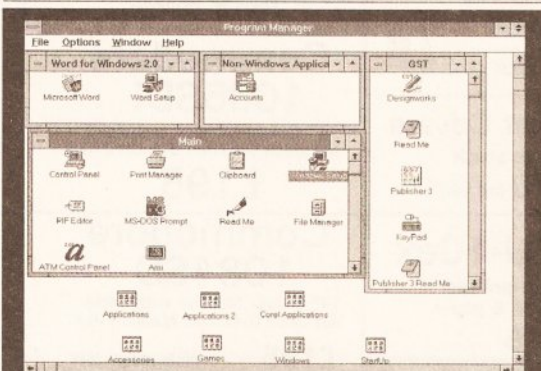 Program Manager
File Options Window Help
Word for Windows 2.0
Non-Windows Applica
GST
Microsoft Word
Word Setup
Accounts
Designworks
Read Me
Publisher 3
KeyPad
Publisher 3 Read Me
Main
Control Panel
Print Manager
Clipboard
Windows Setup
PIF Editor
MS-DOS Prompt
Read Me
File Manager
ATM Control Panel
Applications
Applications 2
Corel Applications
Accessories
Games
Windows
StartUp